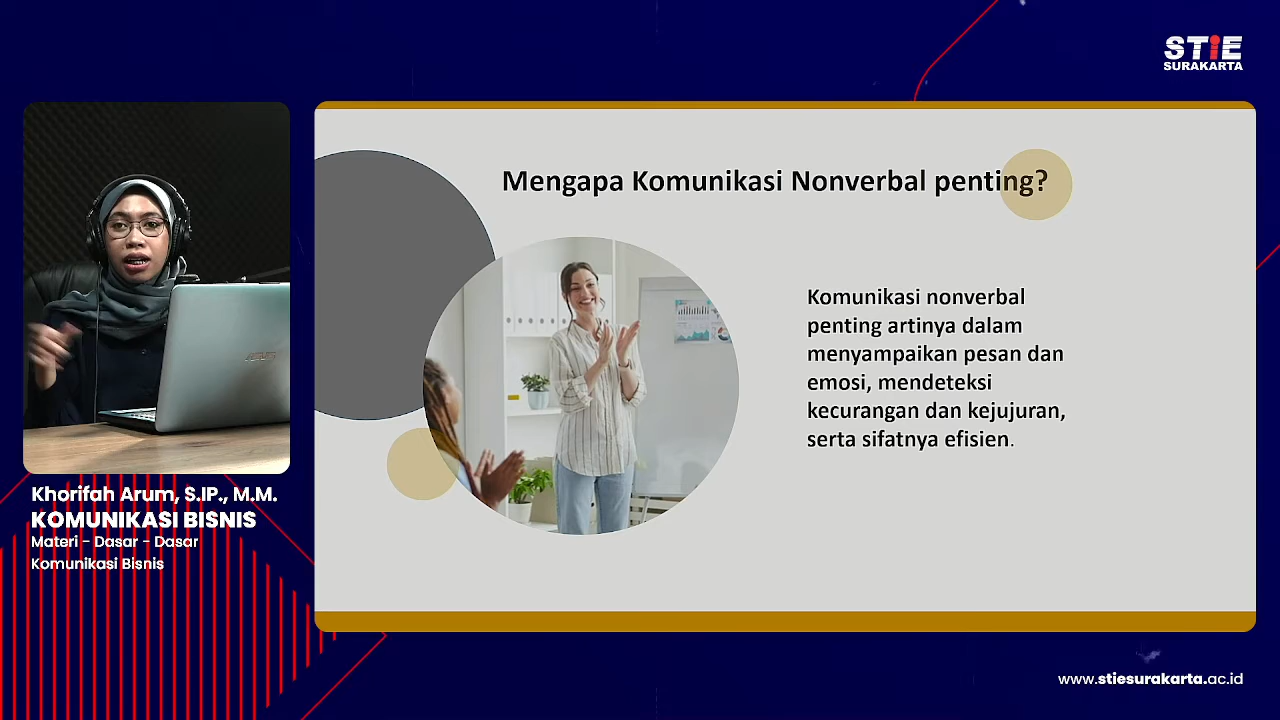 STiE
SURAKARTA
Mengapa Komunikasi Nonverbal penting?
Komunikasi nonverbal
penting artinya dalam
menyampaikan pesan dan
emosi, mendeteksi
kecurangan dan kejujuran,
serta sifatnya efisien.
ASUS
Khorifah Arum, S.IP., M.M.
KOMUNIKASI BISNIS
Materi - Dasar - Dasar
Komunikasi Bisnis
www.stiesurakarta.ac.id